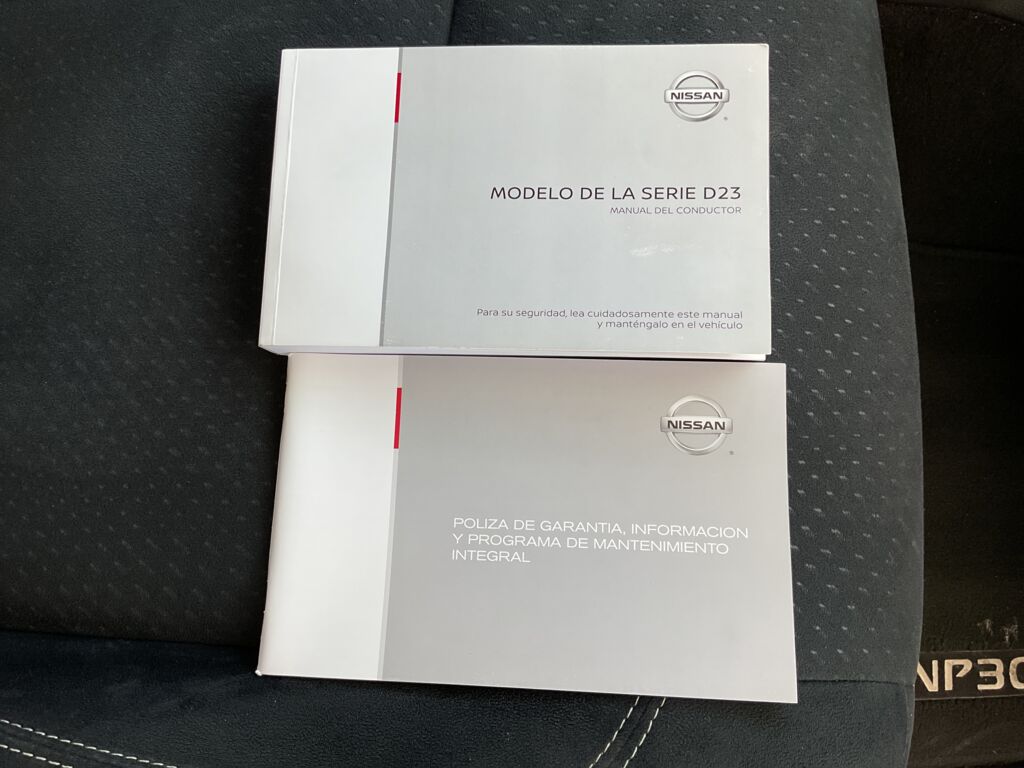 NISSAN
MODELO DE LA SERIE D23
MANUAL DEL CONDUCTOR
Para su seguridad, lea cuidadosamente este manual
y manténgalo en el vehículo
NISSAN
POLIZA DE GARANTIA, INFORMACION
Y PROGRAMA DE MANTENIMIENTO
INTEGRAL
NP30